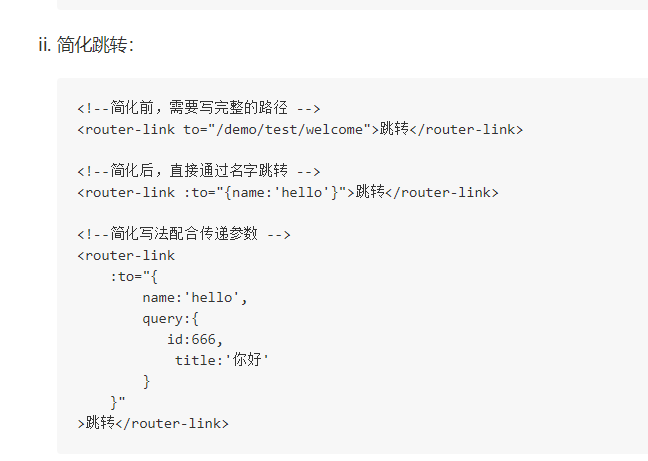 ii. 简化跳转：
<!--简化前，需要写完整的路径 -->
<router-link to="/demo/test/welcome">跳转</router-link>
<!--简化后，直接通过名字跳转 -->
<router-link :to="{name:'hello'}">跳转</router-link>
<!--简化写法配合传递参数 -->
<router-link
:to="{
name:'hello',
query:{
id:666,
title:'你好'
}
}"
>跳转</router-link>